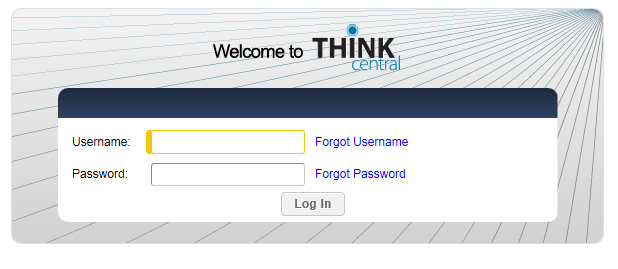 Welcome to THINK
central
Username: Forgot Username
Password: Forgot Password
Log In